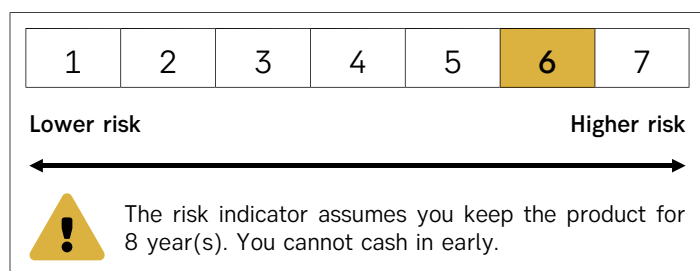 1 2 3 4 5 6 7
Lower risk Higher risk
The risk indicator assumes you keep the product for
8 year(s). You cannot cash in early.